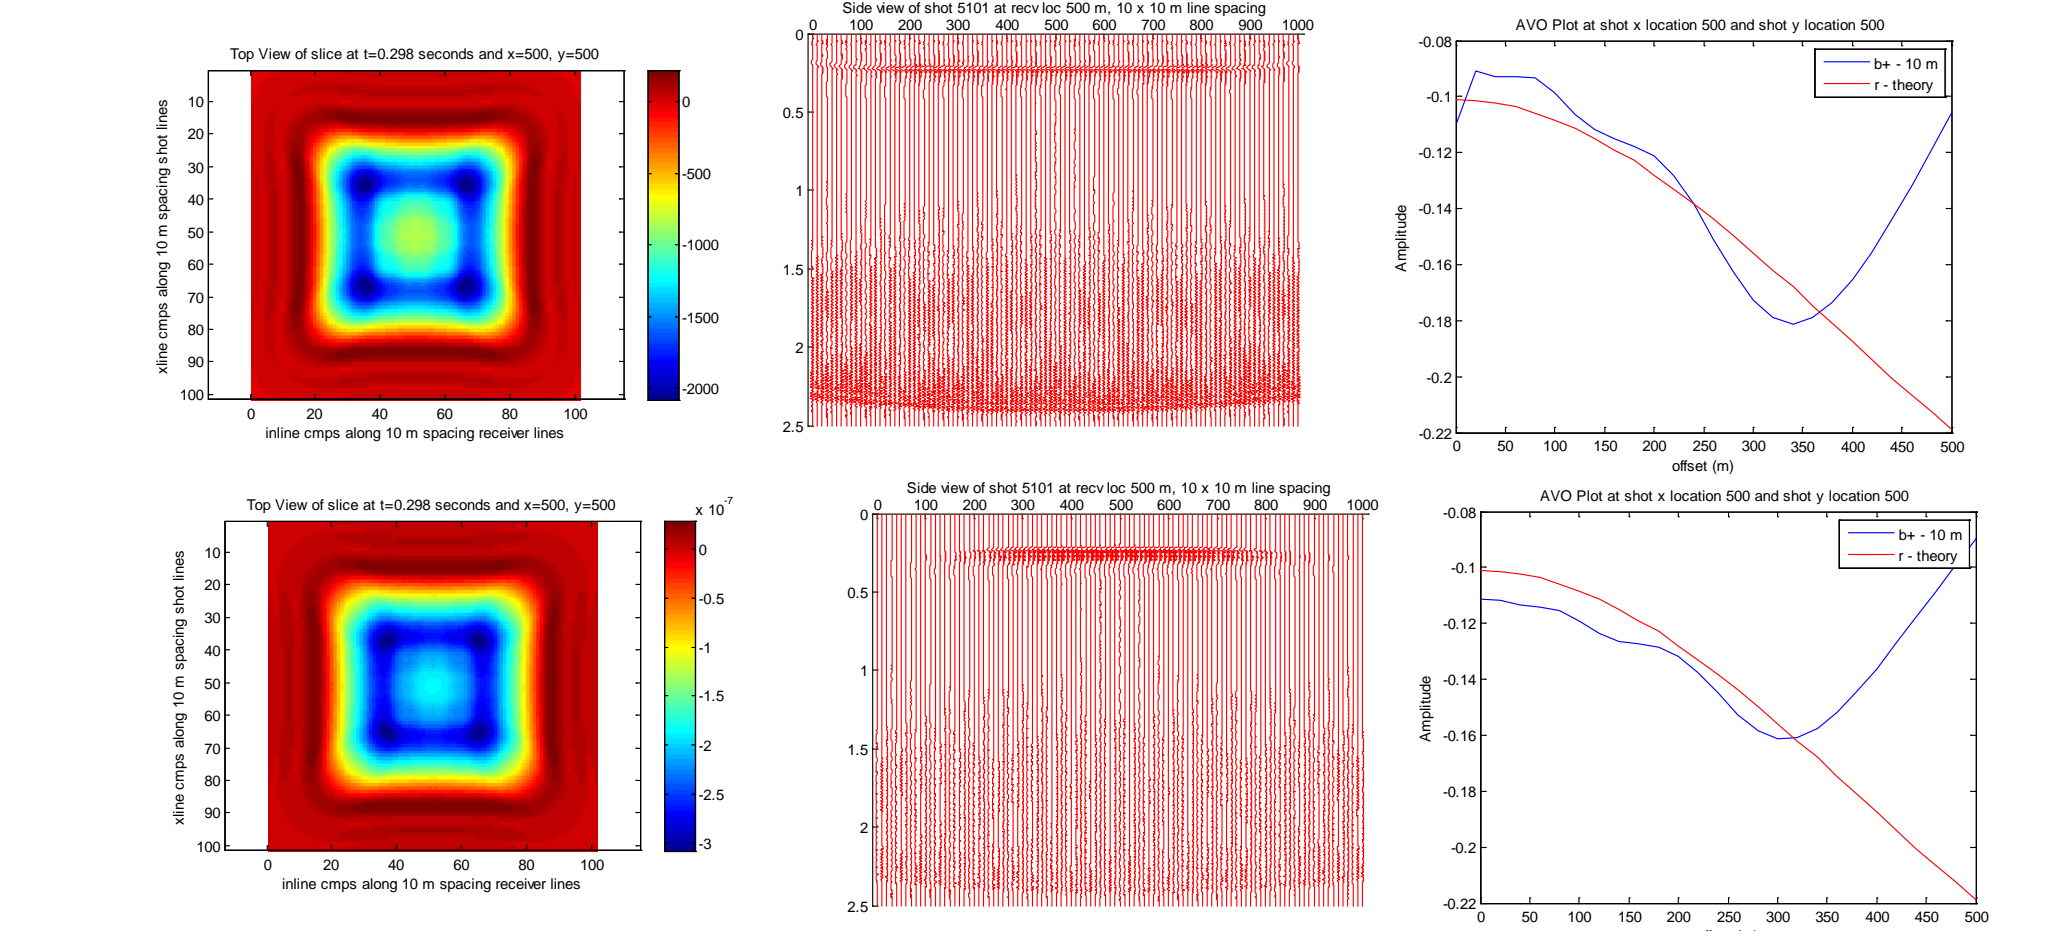 Top View of slice at t=0.298 seconds and x=500, y=500
xline cmps along 10 m spacing shot lines
10
20
30
40
50
60
70
80
90
100
0 20 40 60 80 100
inline cmps along 10 m spacing receiver lines
0
-500
-1000
-1500
-2000
Side view of shot 5101 at recv loc 500 m, 10 x 10 m line spacing
0 100 200 300 400 500 600 700 800 900 1000
0
0.5
1
1.5
2
2.5
AVO Plot at shot x location 500 and shot y location 500
b+ - 10 m
r - theory
Amplitude
-0.08
-0.1
-0.12
-0.14
-0.16
-0.18
-0.2
-0.22
0 50 100 150 200 250 300 350 400 450 500
offset (m)
Top View of slice at t=0.298 seconds and x=500, y=500
xline cmps along 10 m spacing shot lines
10
20
30
40
50
60
70
80
90
100
0 20 40 60 80 100
inline cmps along 10 m spacing receiver lines
x 10-7
0
-0.5
-1
-1.5
-2
-2.5
-3
Side view of shot 5101 at recv loc 500 m, 10 x 10 m line spacing
0 100 200 300 400 500 600 700 800 900 1000
0
0.5
1
1.5
2
2.5
AVO Plot at shot x location 500 and shot y location 500
b+ - 10 m
r - theory
Amplitude
-0.08
-0.1
-0.12
-0.14
-0.16
-0.18
-0.2
-0.22
0 50 100 150 200 250 300 350 400 450 500